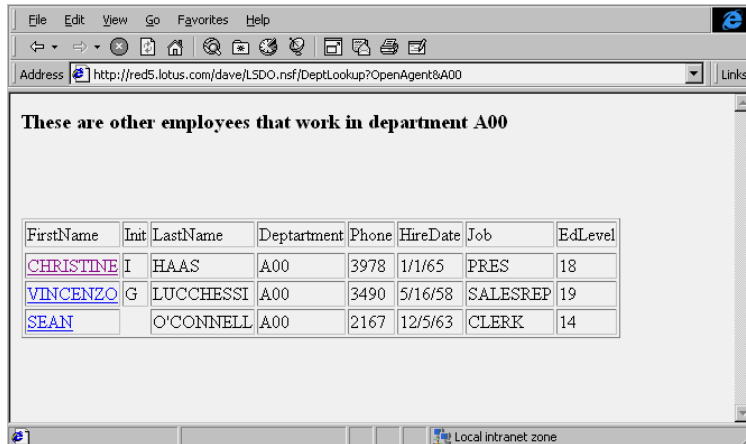 File Edit View Go Favorites Help
Address http://red5.lotus.com/dave/LSDO.nsf/DeptLookup?OpenAgent&A00 Links
These are other employees that work in department A00
FirstName Init LastName Deptartment Phone HireDate Job EdLevel
CHRISTINE I HAAS A00 3978 1/1/65 PRES 18
VINCENZO G LUCCHESSI A00 3490 5/16/58 SALESREP 19
SEAN O'CONNELL A00 2167 12/5/63 CLERK 14
Local intranet zone